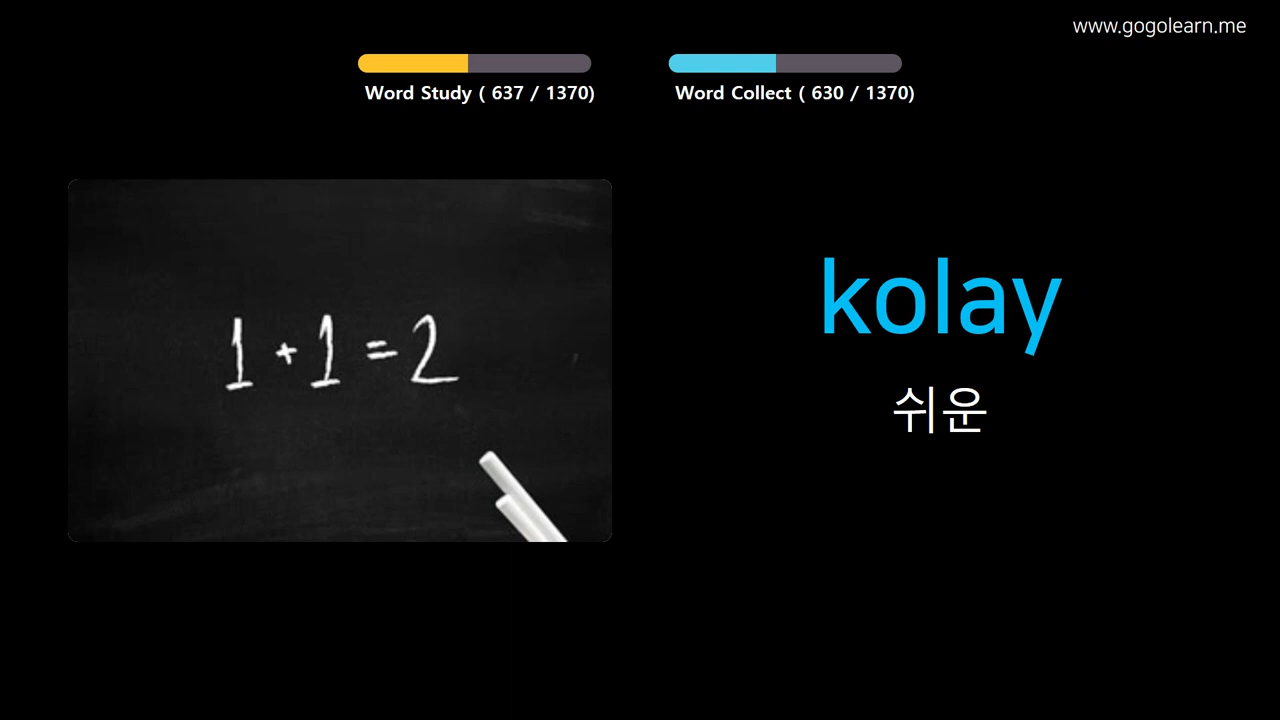 www.gogolearn.me
Word Study ( 637 / 1370)
Word Collect ( 630 / 1370)
1 + 1 = 2
kolay
쉬운